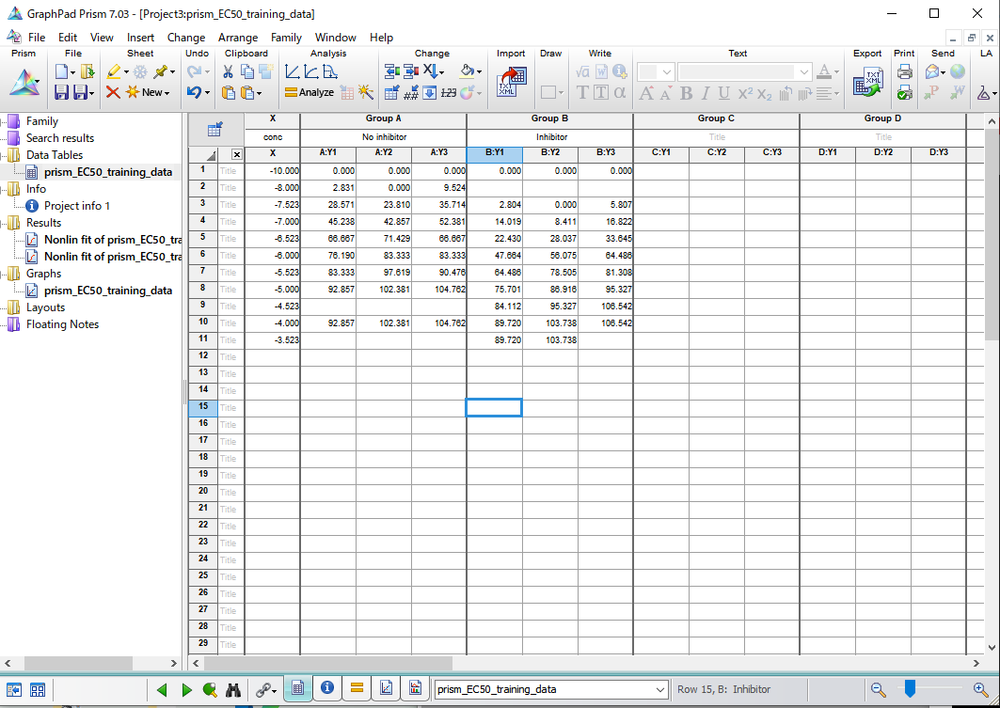 GraphPad Prism 7.03 - [Project3:prism_EC50_training_data]
File Edit View Insert Change Arrange Family Window Help
Prism File Sheet Undo Clipboard Analysis Change Import Draw Write Text Export Print Send LA
New Analyze
Family
Search results
Data Tables
prism_EC50_training_data
Info
Project info 1
Results
Nonlin fit of prism_EC50_tra
Nonlin fit of prism_EC50_tra
Graphs
prism_EC50_training_data
Layouts
Floating Notes
X Group A Group B Group C Group D
conc No inhibitor Inhibitor Title Title
X A:Y1 A:Y2 A:Y3 B:Y1 B:Y2 B:Y3 C:Y1 C:Y2 C:Y3 D:Y1 D:Y2 D:Y3
1 Title -10.000 0.000 0.000 0.000 0.000 0.000 0.000
2 Title -8.000 2.831 0.000 9.524
3 Title -7.523 28.571 23.810 35.714 2.804 0.000 5.807
4 Title -7.000 45.238 42.857 52.381 14.019 8.411 16.822
5 Title -6.523 66.667 71.429 66.667 22.430 28.037 33.645
6 Title -6.000 76.190 83.333 83.333 47.664 56.075 64.486
7 Title -5.523 83.333 97.619 90.476 64.486 78.505 81.308
8 Title -5.000 92.857 102.381 104.762 75.701 86.916 95.327
9 Title -4.523 84.112 95.327 106.542
10 Title -4.000 92.857 102.381 104.762 89.720 103.738 106.542
11 Title -3.523 89.720 103.738
12 Title
13 Title
14 Title
15 Title
16 Title
17 Title
18 Title
19 Title
20 Title
21 Title
22 Title
23 Title
24 Title
25 Title
26 Title
27 Title
28 Title
29 Title
prism_EC50_training_data Row 15, B: Inhibitor